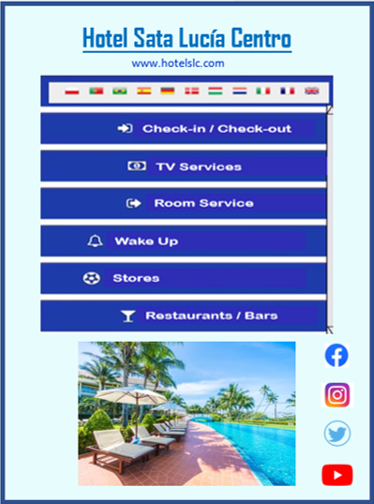 Hotel Sata Lucía Centro
www.hotelslc.com
Check-in / Check-out
TV Services
Room Service
Wake Up
Stores
Restaurants / Bars